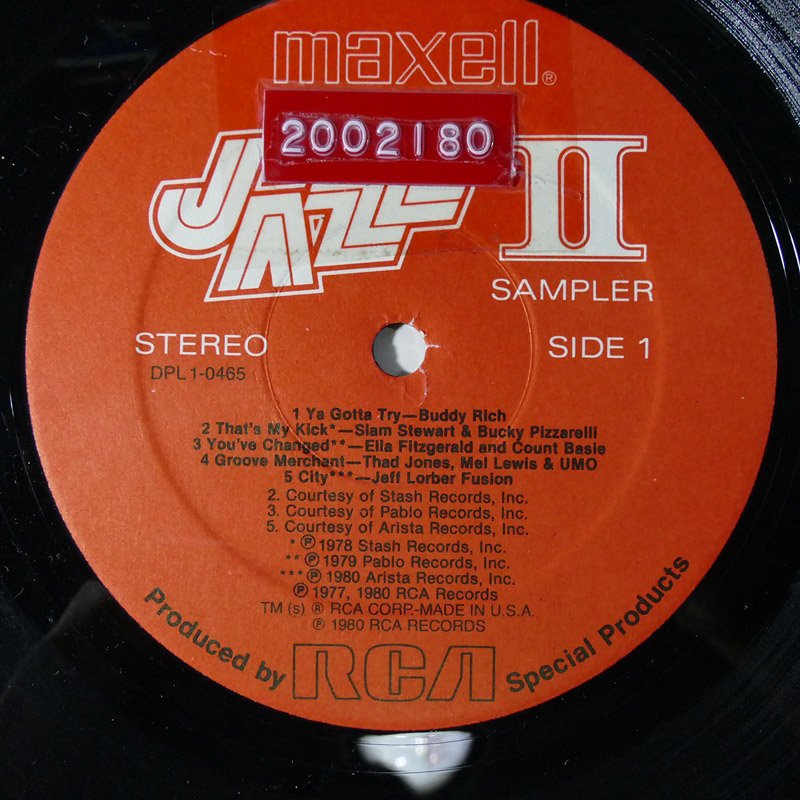 maxell®
2002180
JAZZ II
SAMPLER
STEREO
SIDE 1
DPL 1-0465
1 Ya Gotta Try—Buddy Rich
2 That's My Kick*—Slam Stewart & Bucky Pizzarelli
3 You've Changed**—Ella Fitzgerald and Count Basie
4 Groove Merchant—Thad Jones, Mel Lewis & UMO
5 City***—Jeff Lorber Fusion
2. Courtesy of Stash Records, Inc.
3. Courtesy of Pablo Records, Inc.
5. Courtesy of Arista Records, Inc.
* ℗ 1978 Stash Records, Inc.
** ℗ 1979 Pablo Records, Inc.
*** ℗ 1980 Arista Records, Inc.
℗ 1977, 1980 RCA Records
TM (s) ® RCA CORP.-MADE IN U.S.A.
℗ 1980 RCA RECORDS
Produced by RCA Special Products